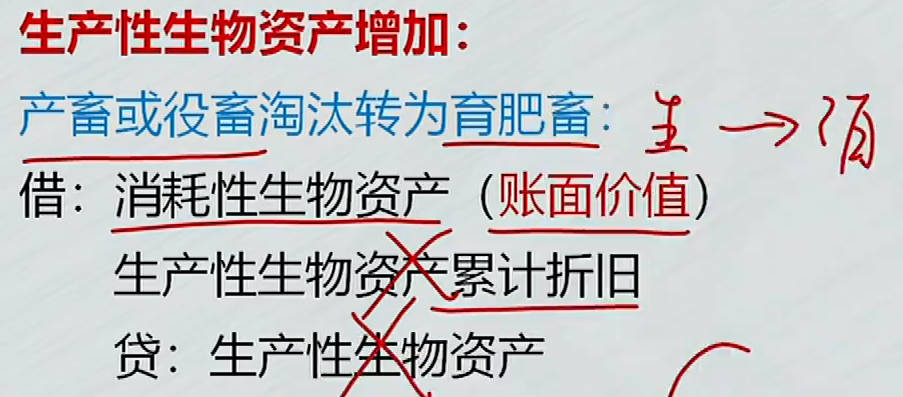 生产性生物资产增加：
产畜或役畜淘汰转为育肥畜： 生→消
借：消耗性生物资产（账面价值）
生产性生物资产累计折旧
贷：生产性生物资产